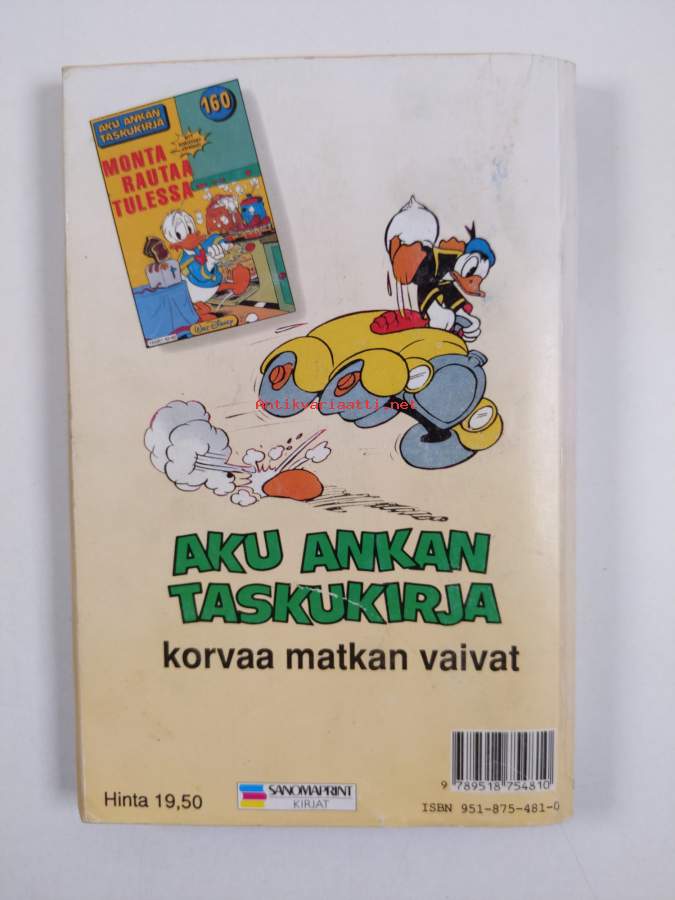 AKU ANKAN
TASKUKIRJA
160
MONTA
RAUTAA
TULESSA
WALT DISNEY
Antikvariaatti.net
AKU ANKAN
TASKUKIRJA
korvaa matkan vaivat
Hinta 19,50
SANOMAPRINT
KIRJAT
9 789518 754810
ISBN 951-875-481-0